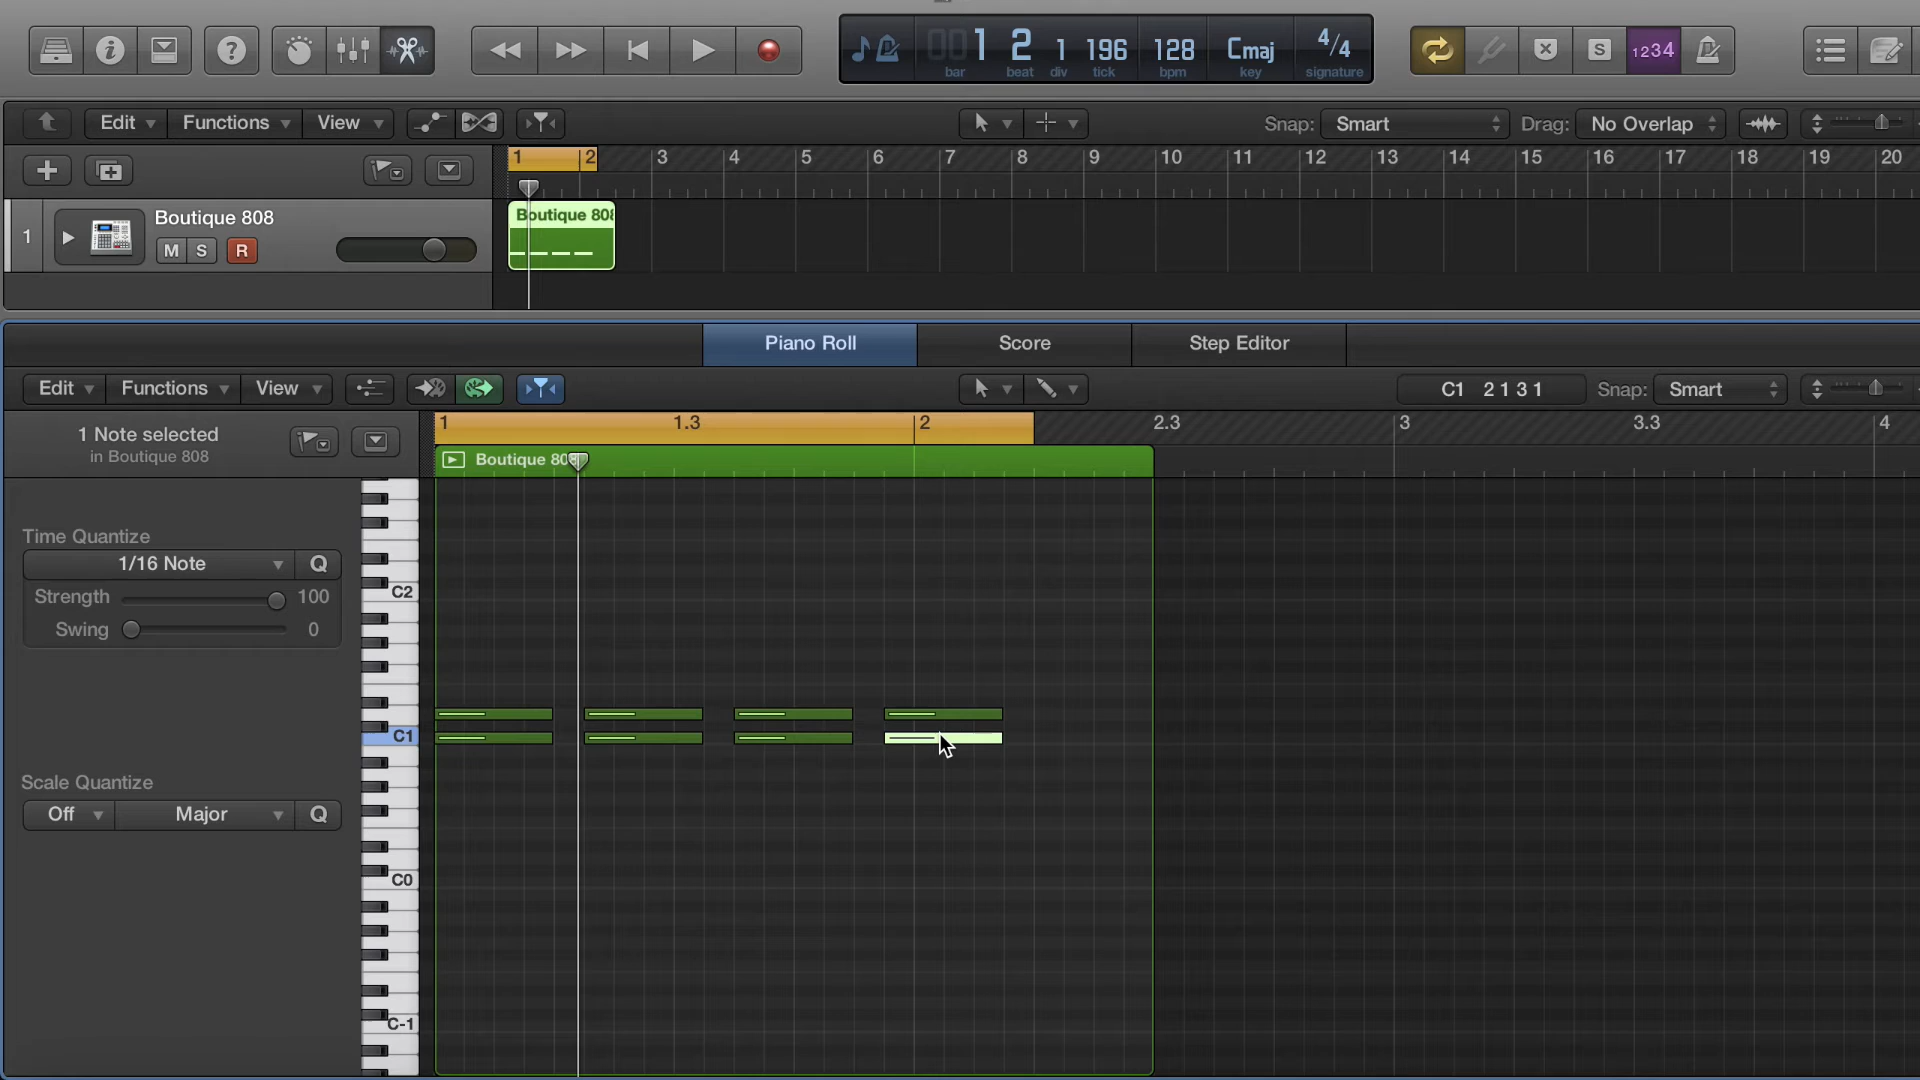 001 2 1 196 128 Cmaj 4/4
bar beat div tick bpm key signature
S 1234
Edit Functions View Snap: Smart Drag: No Overlap
1 2 3 4 5 6 7 8 9 10 11 12 13 14 15 16 17 18 19 20
1 Boutique 808 Boutique 808
M S R
Piano Roll Score Step Editor
Edit Functions View C1 2 1 3 1 Snap: Smart
1 1.3 2 2.3 3 3.3 4
1 Note selected
in Boutique 808
Boutique 808
Time Quantize
1/16 Note Q
Strength 100
Swing 0
C2
C1
Scale Quantize
Off Major Q
C0
C-1